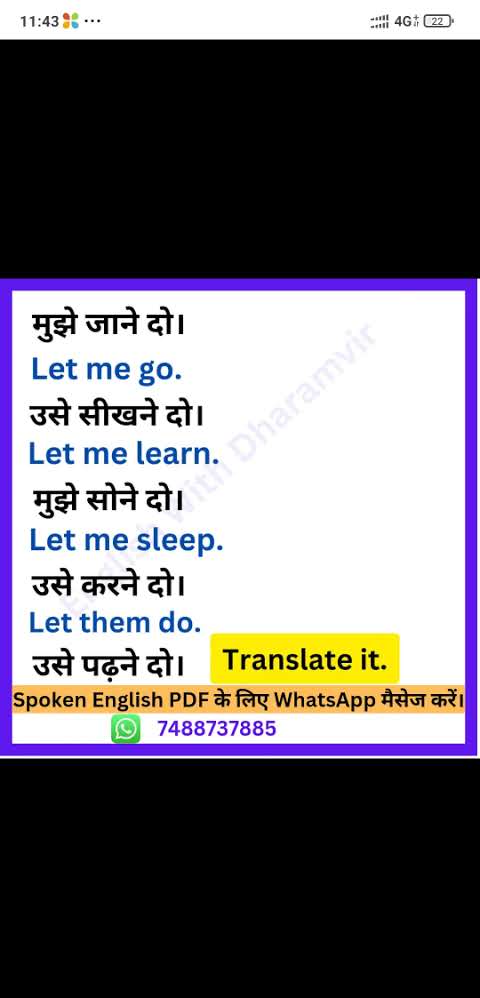 11:43
4G+ 22
मुझे जाने दो।
Let me go.
उसे सीखने दो।
Let me learn.
मुझे सोने दो।
Let me sleep.
उसे करने दो।
Let them do.
उसे पढ़ने दो। Translate it.
Spoken English PDF के लिए WhatsApp मैसेज करें।
7488737885
English With Dharamvir